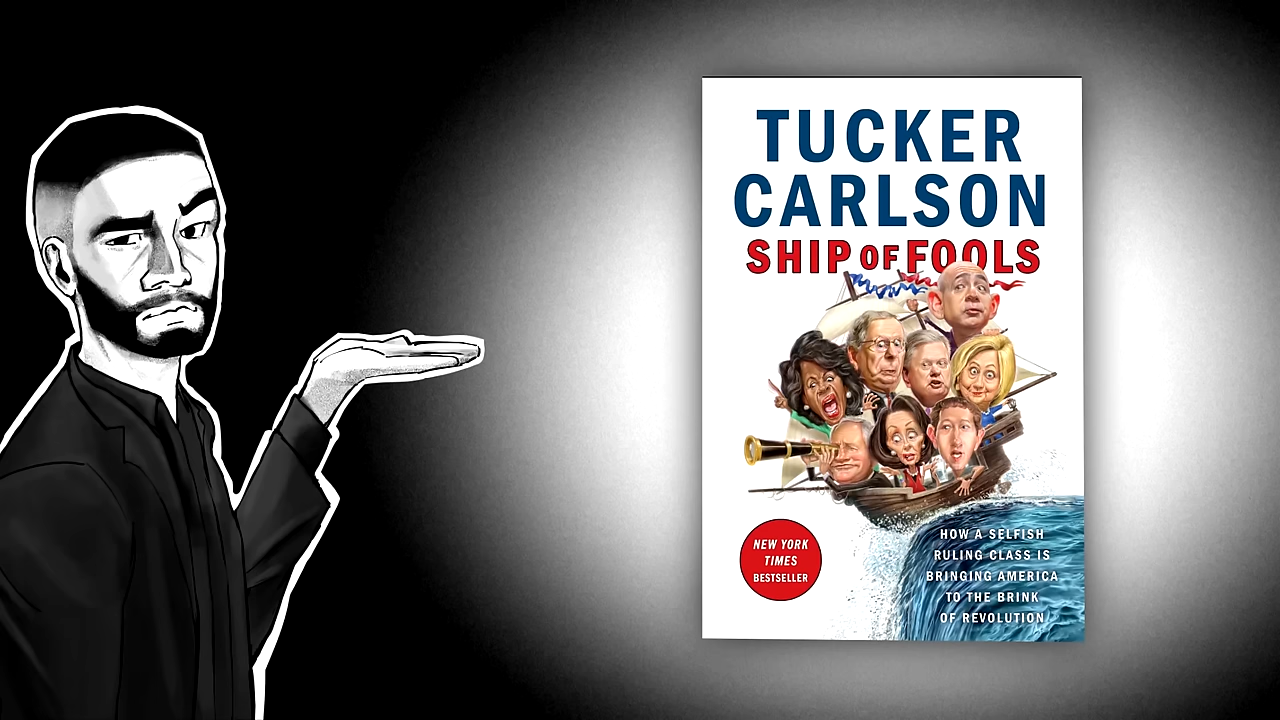 TUCKER
CARLSON
SHIP OF FOOLS
NEW YORK
TIMES
BESTSELLER
HOW A SELFISH
RULING CLASS IS
BRINGING AMERICA
TO THE BRINK
OF REVOLUTION